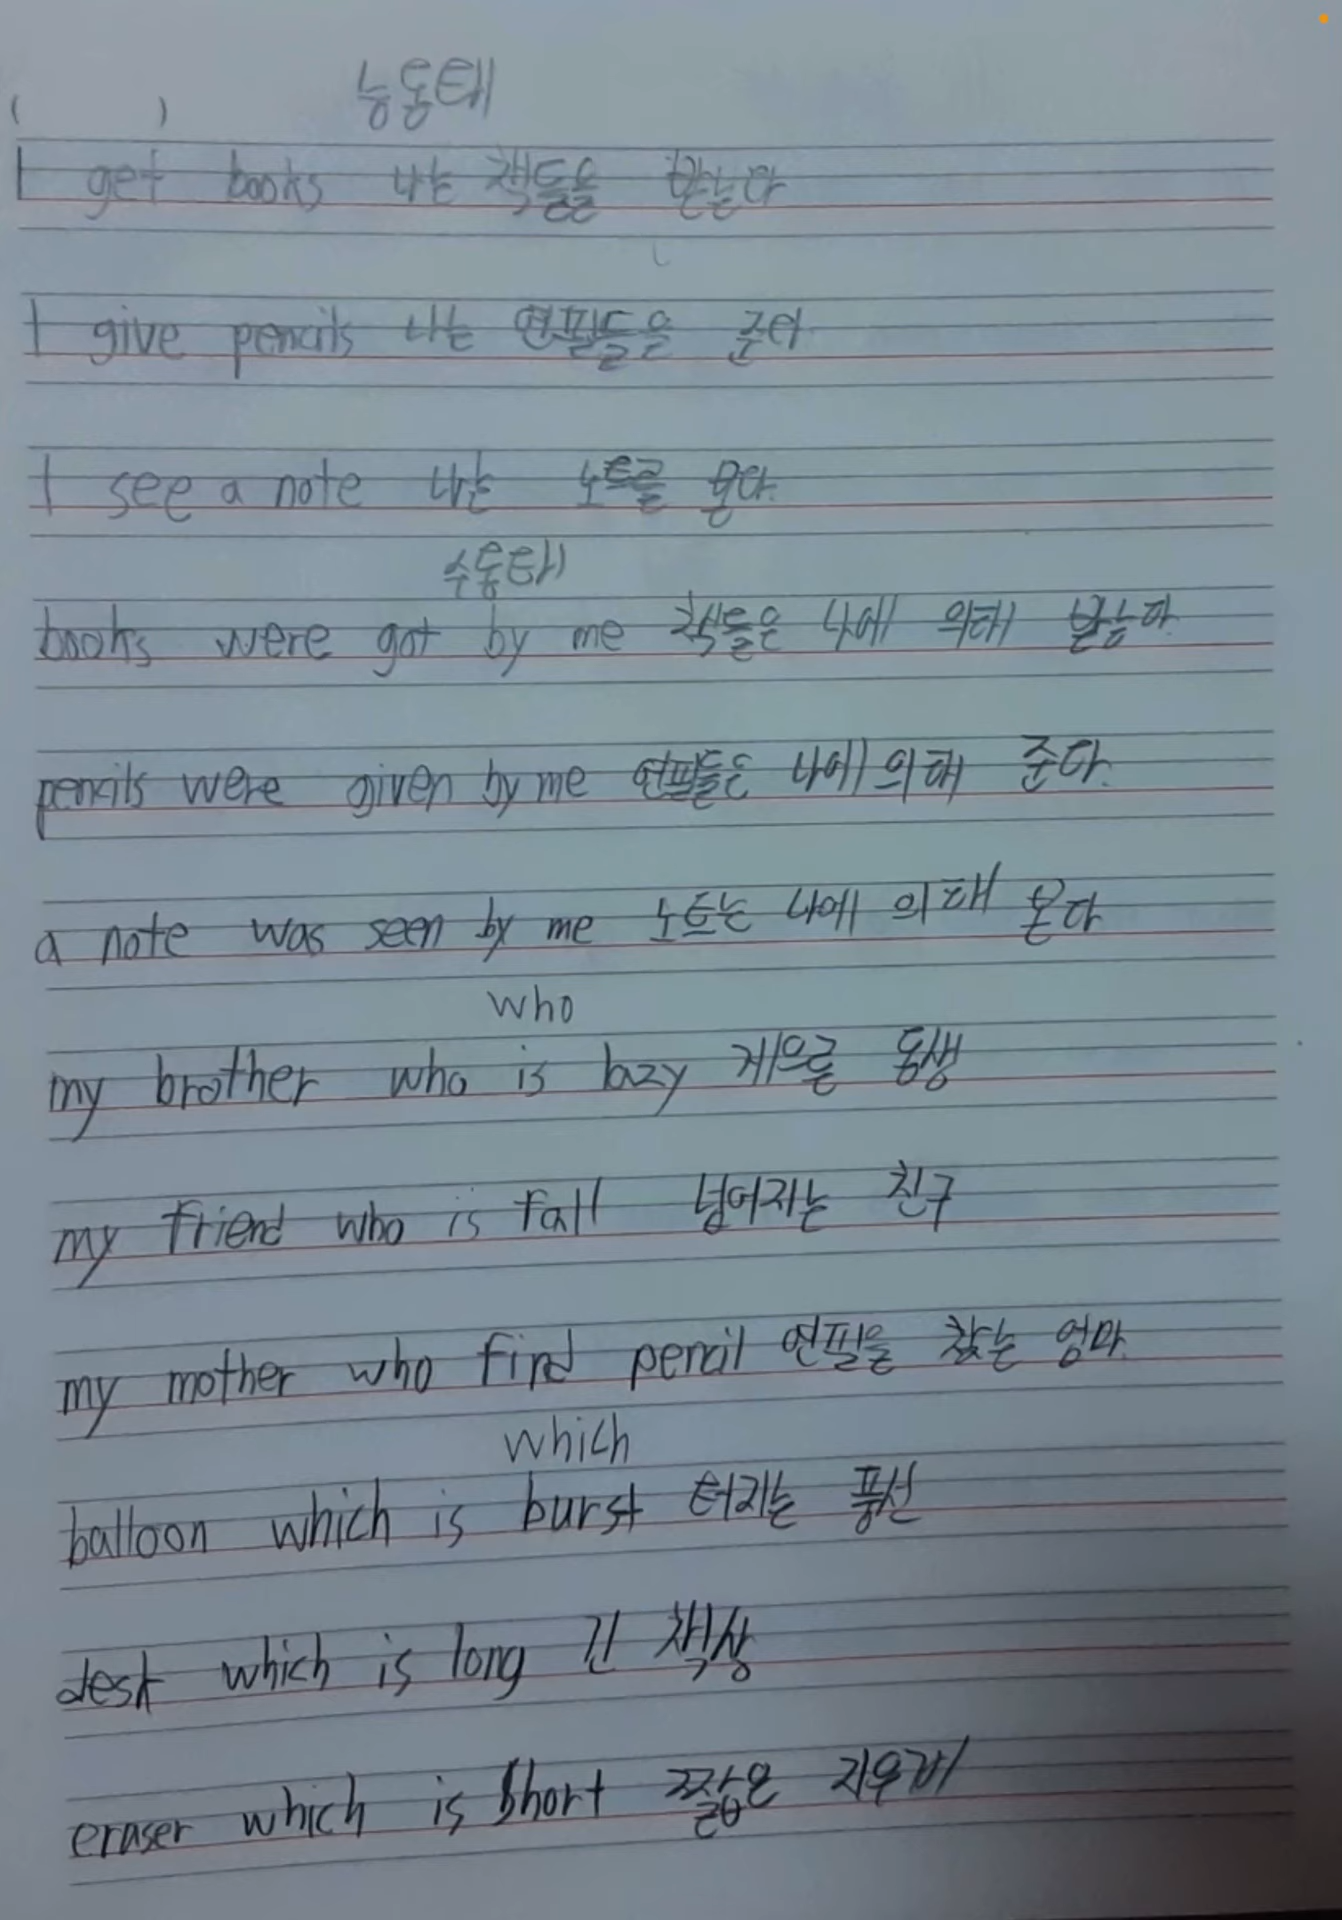 ( ) 능동태
I get books 나는 책들을 받는다
I give pencils 나는 연필들을 준다
I see a note 나는 노트를 본다.
수동태
books were got by me 책들은 나에 의해 받는다.
pencils were given by me 연필들은 나에 의해 준다.
a note was seen by me 노트는 나에 의해 본다
who
my brother who is lazy 게으른 동생
my friend who is fall 넘어지는 친구
my mother who find pencil 연필을 찾는 엄마.
which
balloon which is burst 터지는 풍선
desk which is long 긴 책상
eraser which is short 짧은 지우개